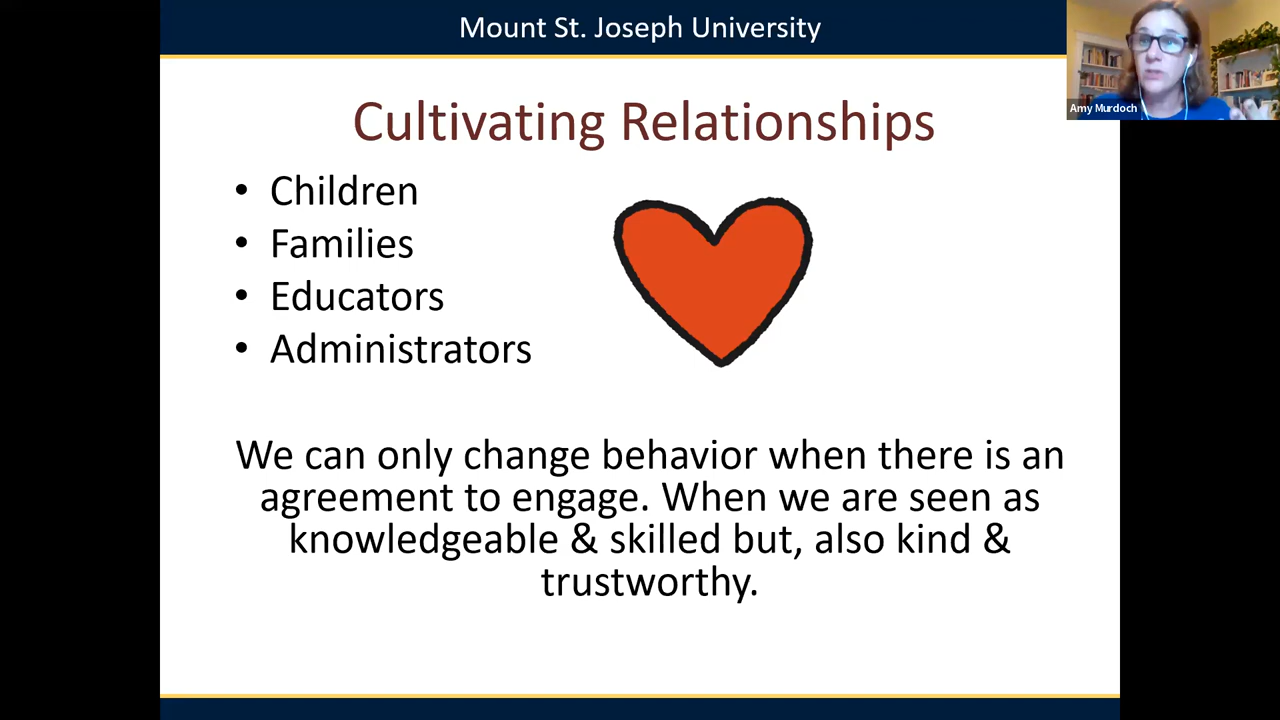 Mount St. Joseph University
Amy Murdoch
Cultivating Relationships
• Children
• Families
• Educators
• Administrators
We can only change behavior when there is an
agreement to engage. When we are seen as
knowledgeable & skilled but, also kind &
trustworthy.